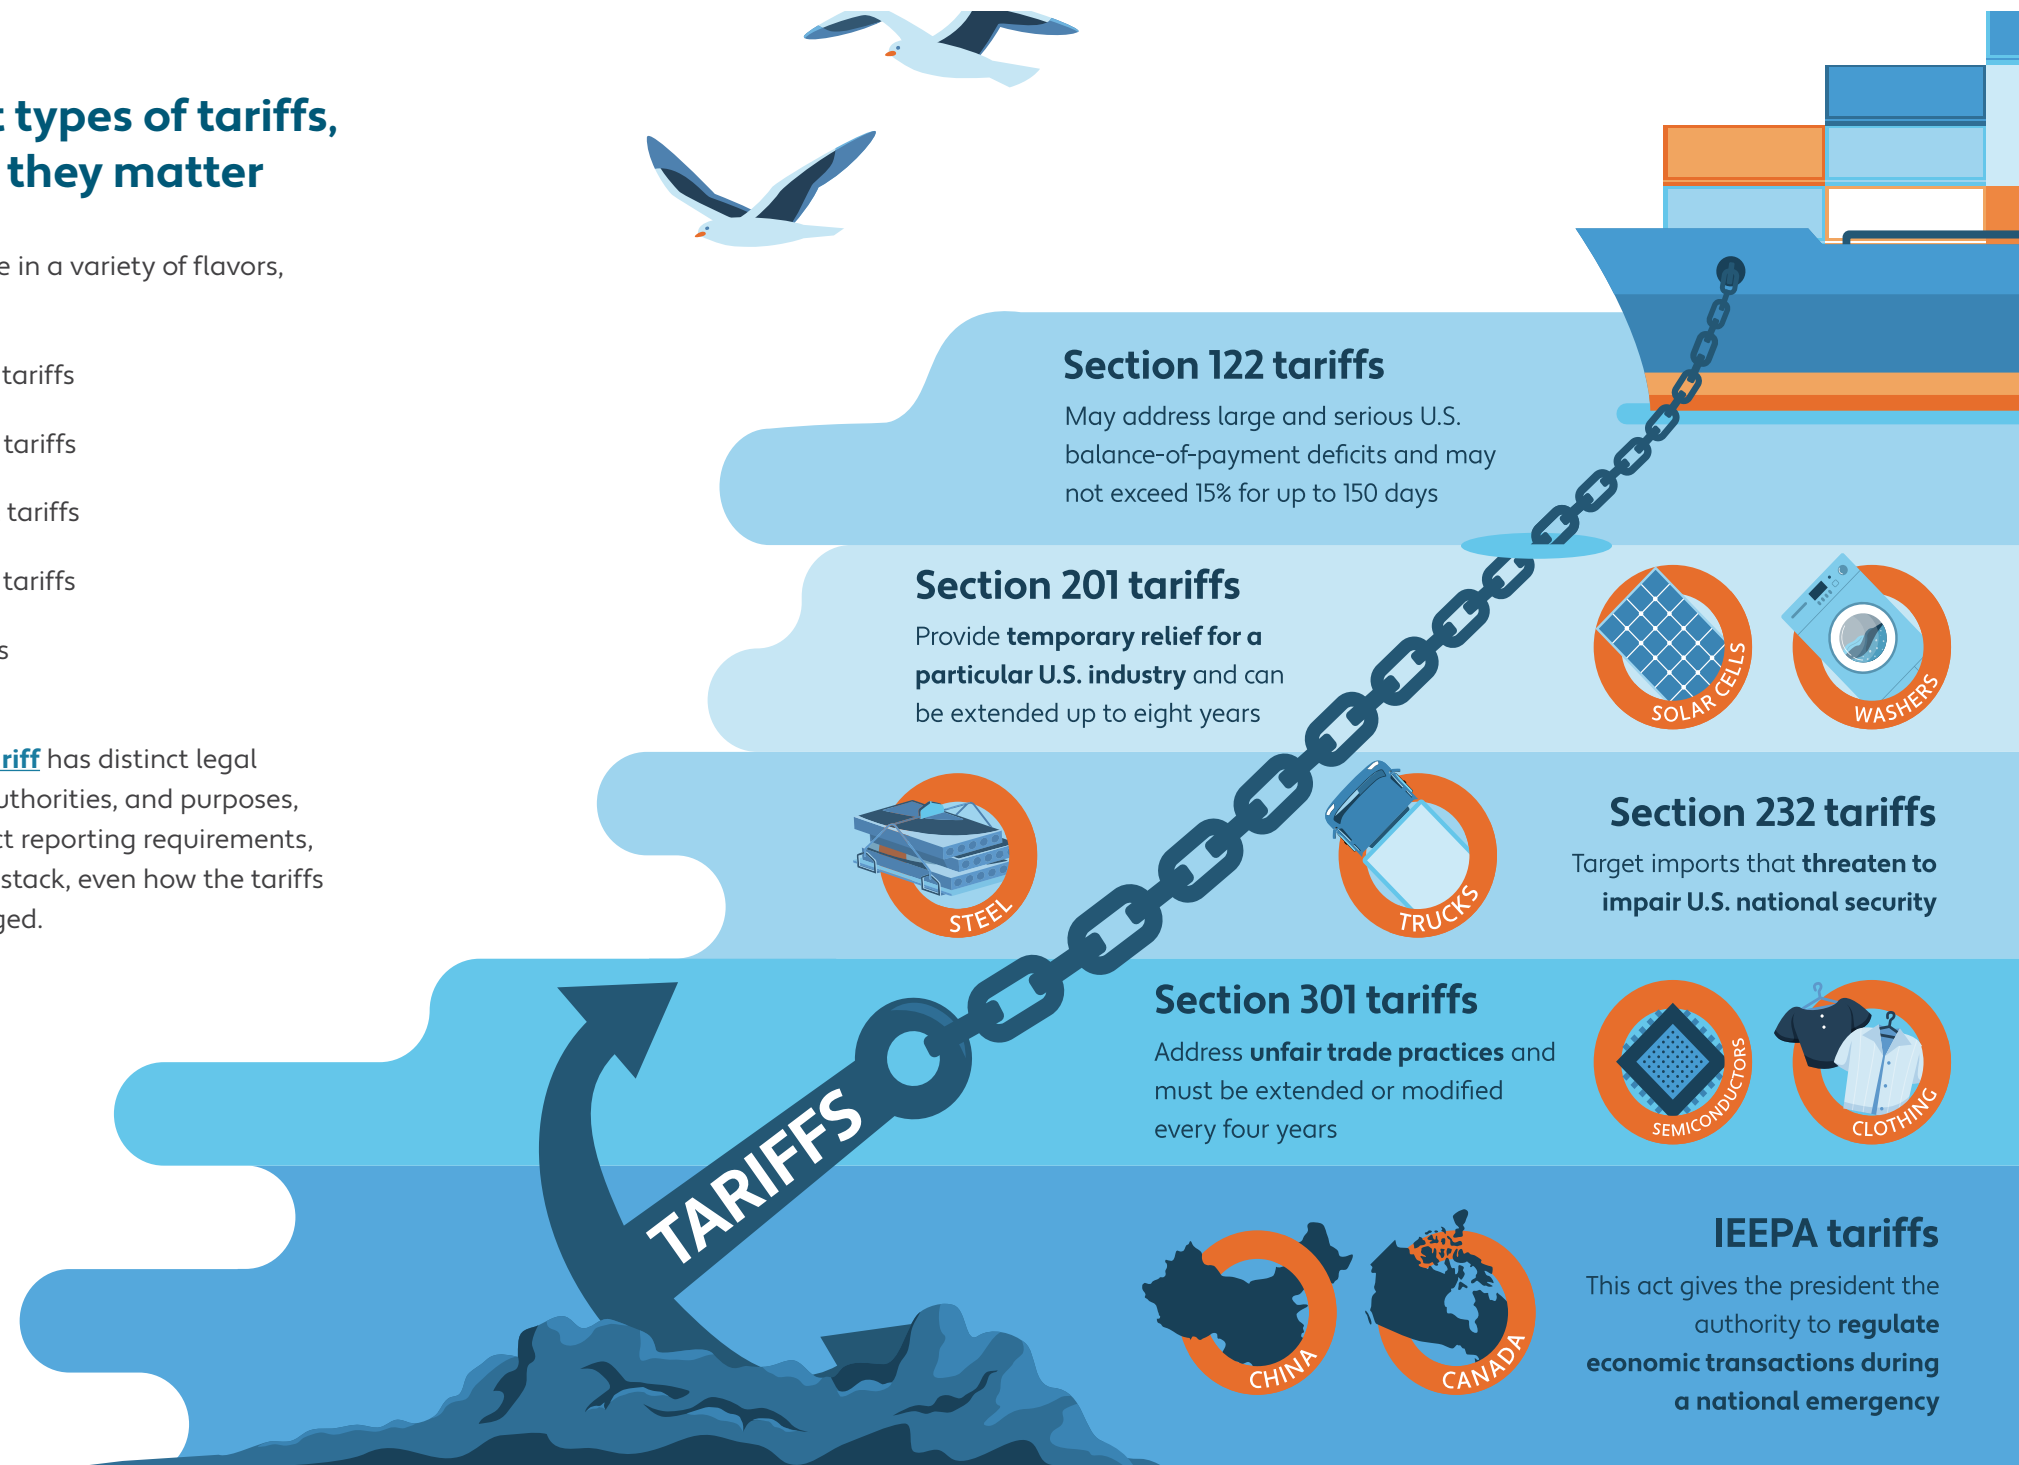 types of tariffs,
they matter
in a variety of flavors,
tariffs
tariffs
tariffs
tariffs
riff has distinct legal
uthorities, and purposes,
ct reporting requirements,
stack, even how the tariffs
ged.
Section 122 tariffs
May address large and serious U.S.
balance-of-payment deficits and may
not exceed 15% for up to 150 days
Section 201 tariffs
Provide temporary relief for a
particular U.S. industry and can
be extended up to eight years
SOLAR CELLS
WASHERS
STEEL
TRUCKS
Section 232 tariffs
Target imports that threaten to
impair U.S. national security
Section 301 tariffs
Address unfair trade practices and
must be extended or modified
every four years
SEMICONDUCTORS
CLOTHING
TARIFFS
CHINA
CANADA
IEEPA tariffs
This act gives the president the
authority to regulate
economic transactions during
a national emergency